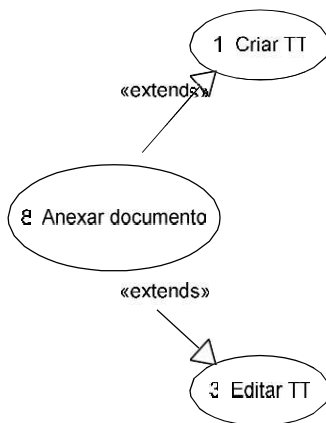 1 Criar TT
«extends»
8 Anexar documento
«extends»
3 Editar TT